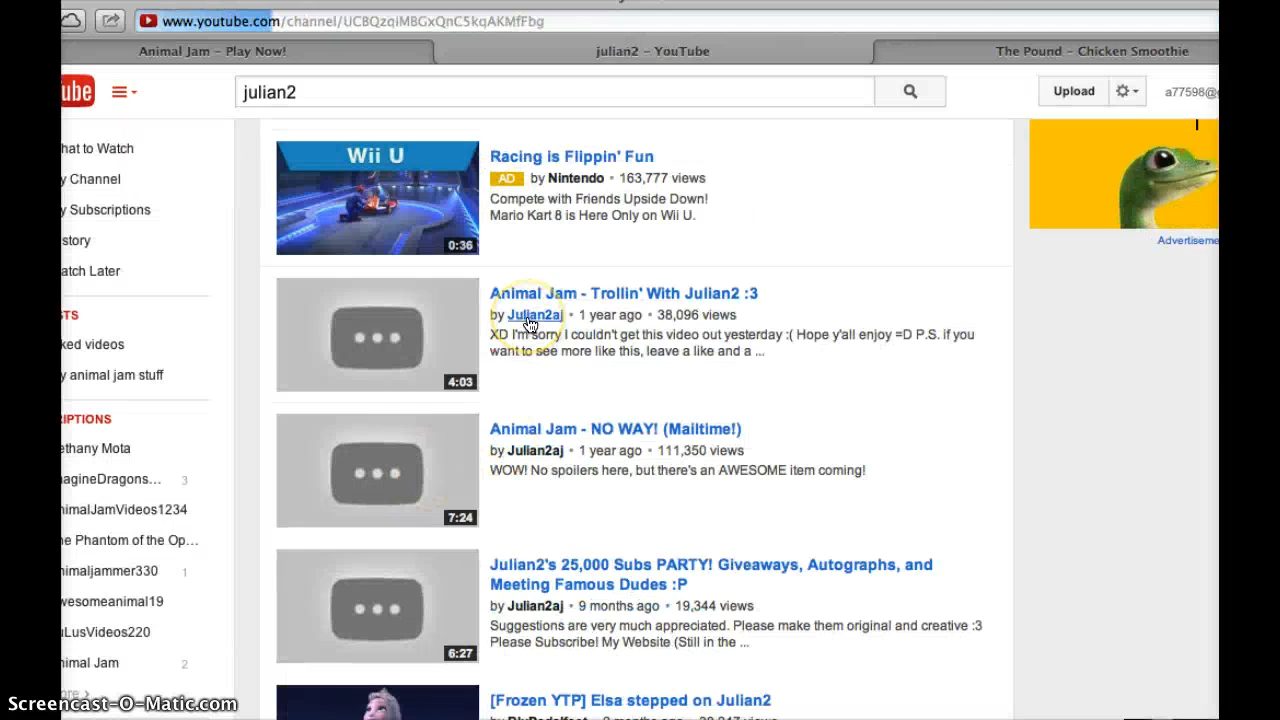 www.youtube.com/channel/UCBQzqiMBGxQnC5kqAKMfFbg
Animal Jam – Play Now!
julian2 – YouTube
The Pound – Chicken Smoothie
ube
julian2
Upload
a77598@
hat to Watch
y Channel
y Subscriptions
story
atch Later
STS
ked videos
y animal jam stuff
RIPTIONS
ethany Mota
maginedragons... 3
nimalJamVideos1234
he Phantom of the Op...
nimaljammer330 1
wesomeanimal19
uLusVideos220
nimal Jam 2
ore
Wii U
0:36
Racing is Flippin' Fun
AD by Nintendo • 163,777 views
Compete with Friends Upside Down!
Mario Kart 8 is Here Only on Wii U.
Advertiseme
4:03
Animal Jam - Trollin' With Julian2 :3
by Julian2aj • 1 year ago • 38,096 views
XD I'm sorry I couldn't get this video out yesterday :( Hope y'all enjoy =D P.S. if you
want to see more like this, leave a like and a ...
7:24
Animal Jam - NO WAY! (Mailtime!)
by Julian2aj • 1 year ago • 111,350 views
WOW! No spoilers here, but there's an AWESOME item coming!
6:27
Julian2's 25,000 Subs PARTY! Giveaways, Autographs, and
Meeting Famous Dudes :P
by Julian2aj • 9 months ago • 19,344 views
Suggestions are very much appreciated. Please make them original and creative :3
Please Subscribe! My Website (Still in the ...
[Frozen YTP] Elsa stepped on Julian2
Screencast-O-Matic.com